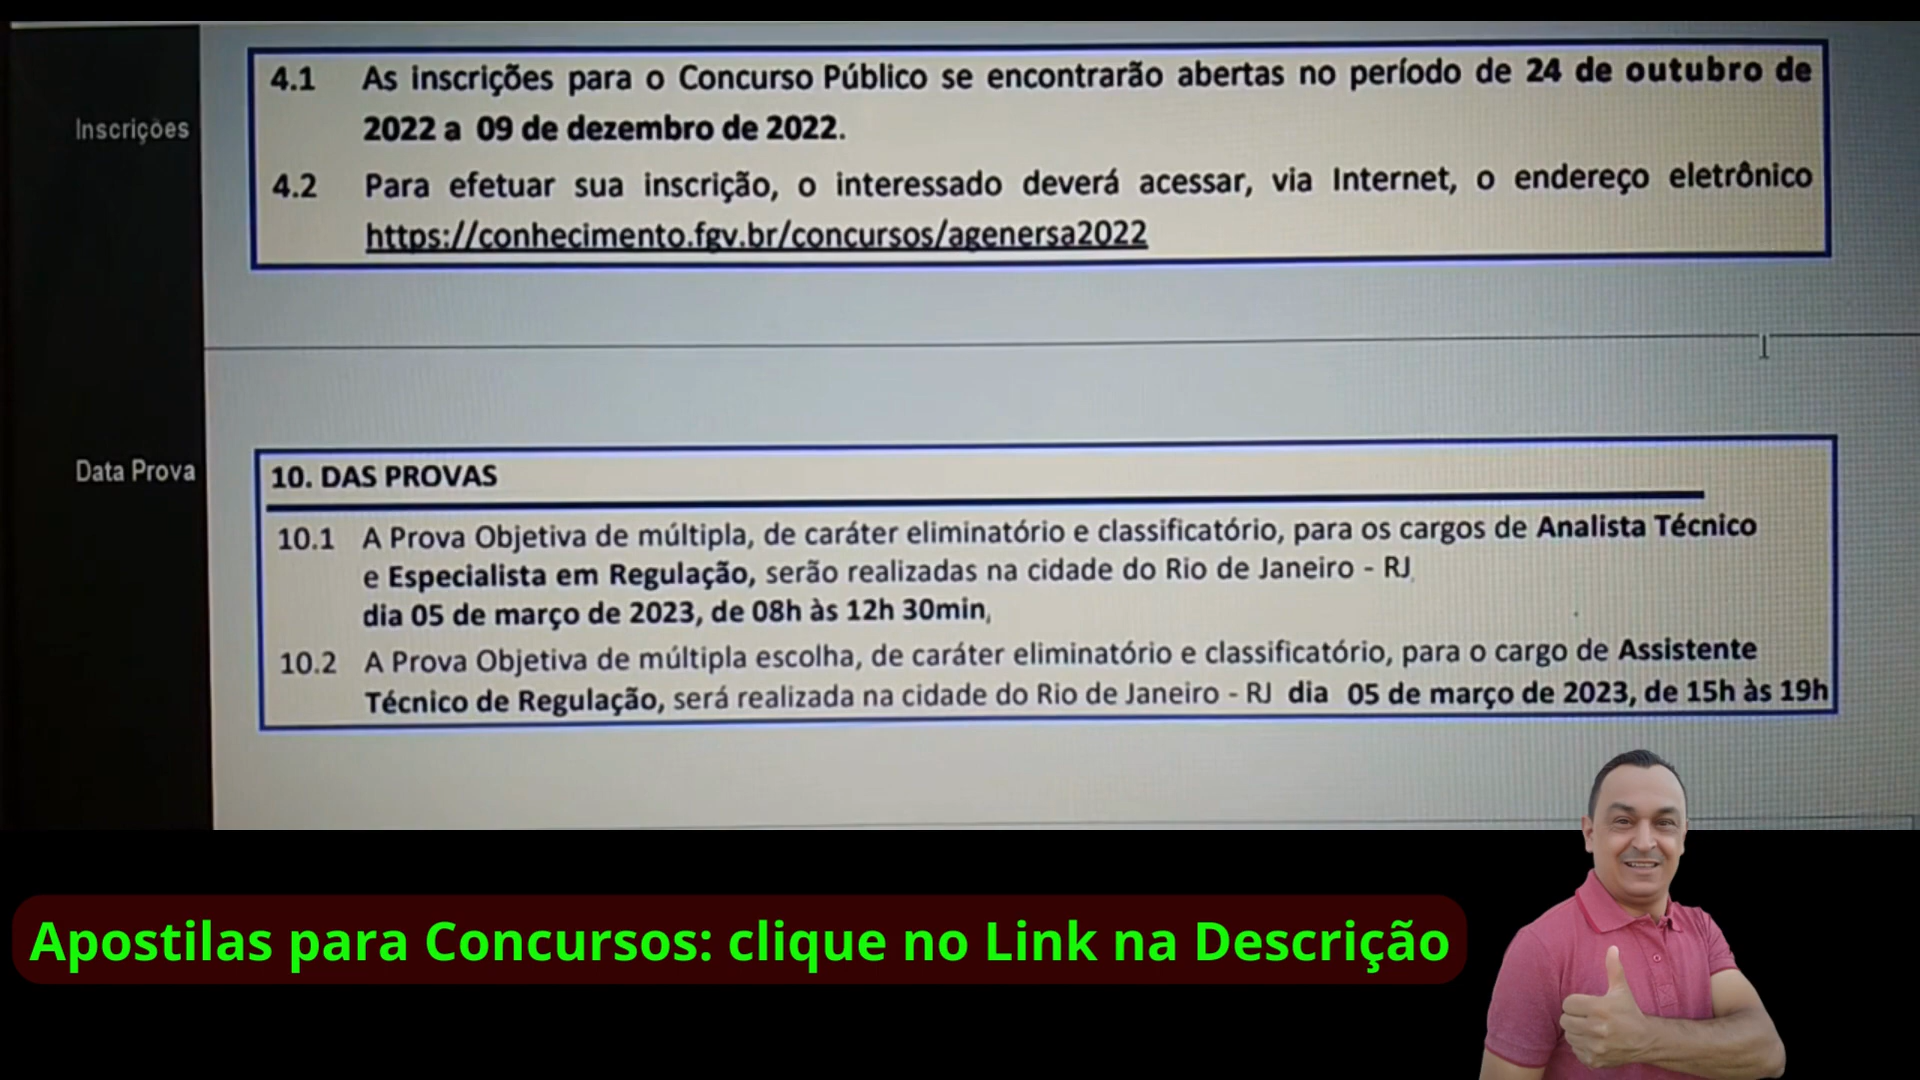 Inscrições
4.1 As inscrições para o Concurso Público se encontrarão abertas no período de 24 de outubro de
2022 a 09 de dezembro de 2022.
4.2 Para efetuar sua inscrição, o interessado deverá acessar, via Internet, o endereço eletrônico
https://conhecimento.fgv.br/concursos/agenersa2022
Data Prova
10. DAS PROVAS
10.1 A Prova Objetiva de múltipla, de caráter eliminatório e classificatório, para os cargos de Analista Técnico
e Especialista em Regulação, serão realizadas na cidade do Rio de Janeiro - RJ
dia 05 de março de 2023, de 08h às 12h 30min,
10.2 A Prova Objetiva de múltipla escolha, de caráter eliminatório e classificatório, para o cargo de Assistente
Técnico de Regulação, será realizada na cidade do Rio de Janeiro - RJ dia 05 de março de 2023, de 15h às 19h
Apostilas para Concursos: clique no Link na Descrição